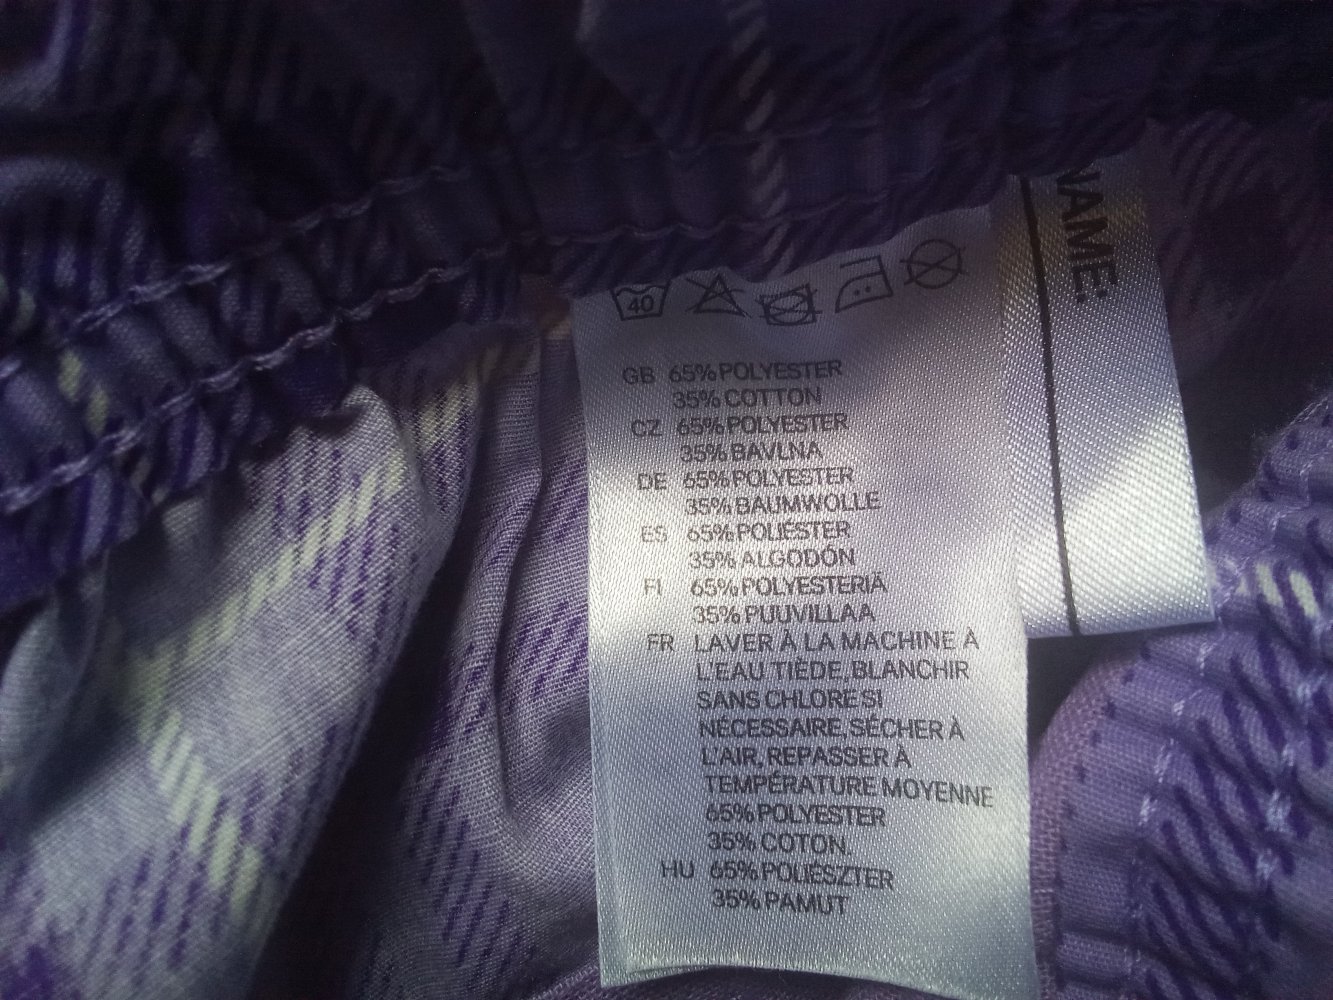 NAME:
40
GB 65% POLYESTER
35% COTTON
CZ 65% POLYESTER
35% BAVLNA
DE 65% POLYESTER
35% BAUMWOLLE
ES 65% POLIÉSTER
35% ALGODÓN
FI 65% POLYESTERIÄ
35% PUUVILLAA
FR LAVER À LA MACHINE À
L'EAU TIÈDE, BLANCHIR
SANS CHLORE SI
NÉCESSAIRE, SÉCHER À
L'AIR, REPASSER À
TEMPÉRATURE MOYENNE
65% POLYESTER
35% COTON.
HU 65% POLIÉSZTER
35% PAMUT